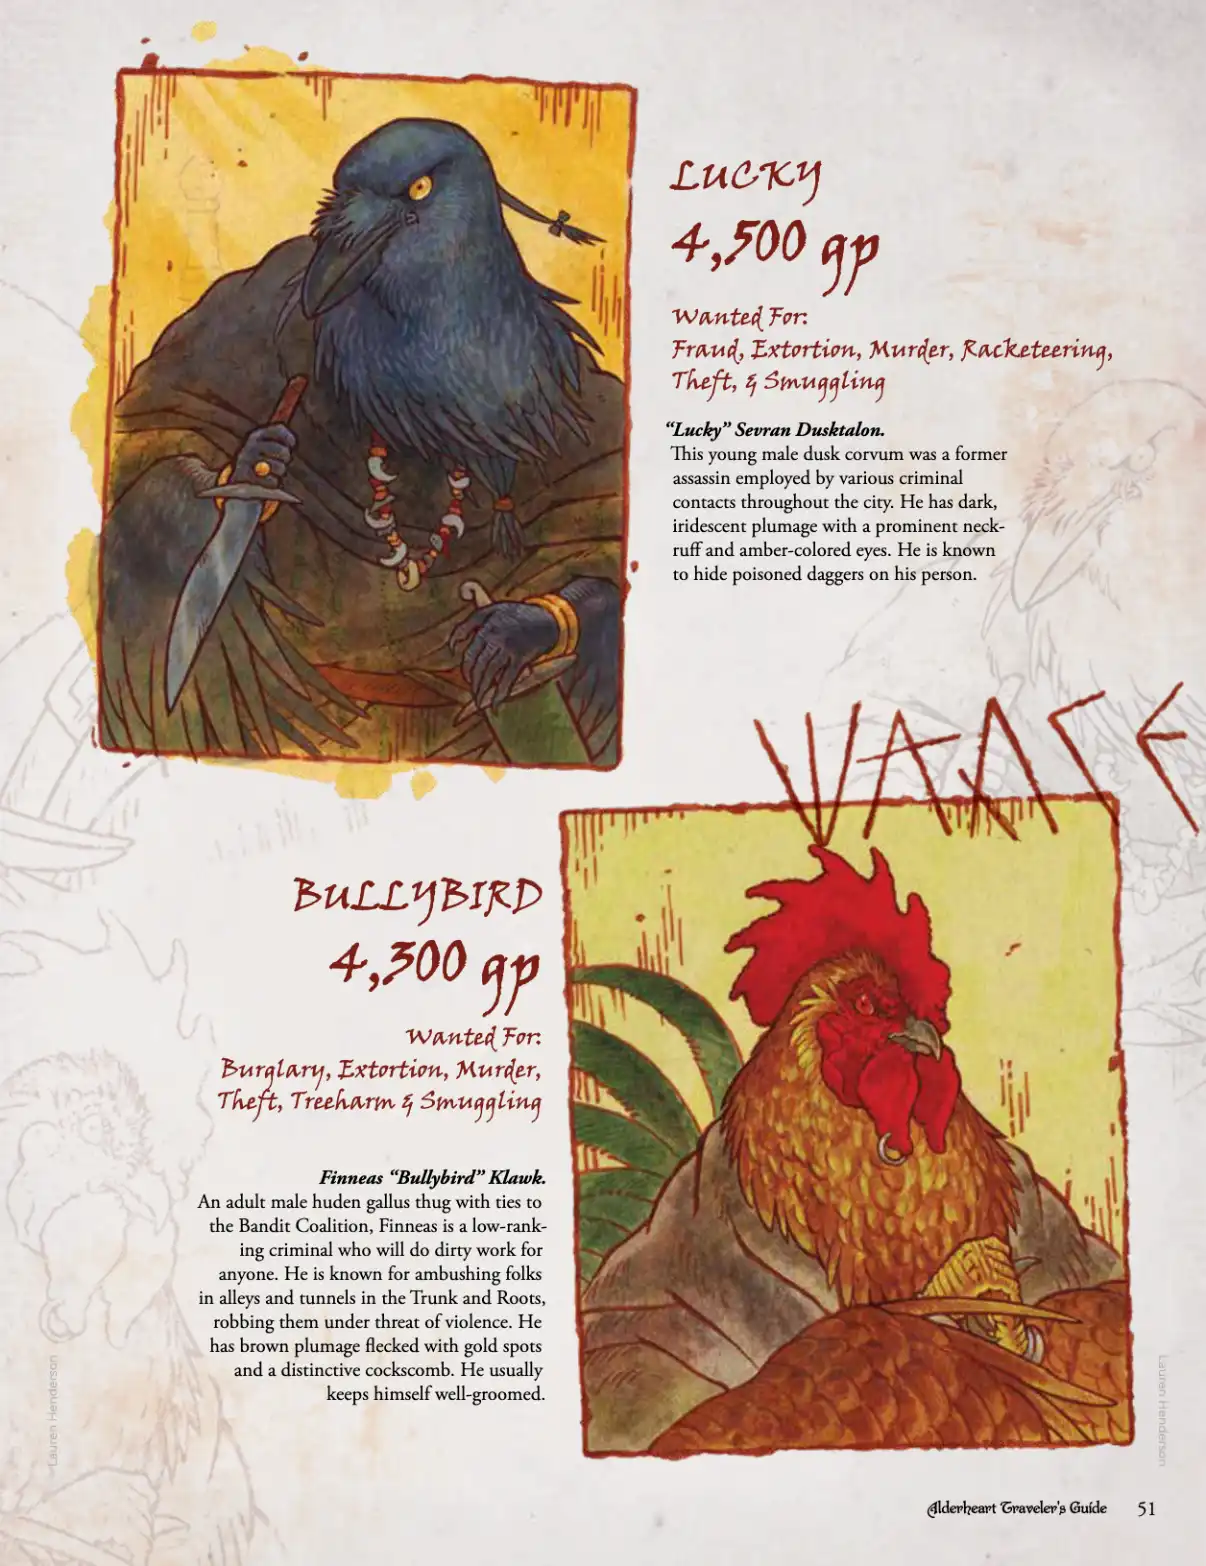 LUCKY
4,500 gp
Wanted For:
Fraud, Extortion, Murder, Racketeering,
Theft, & Smuggling
“Lucky” Sevran Dusktalon.
This young male dusk corvum was a former
assassin employed by various criminal
contacts throughout the city. He has dark,
iridescent plumage with a prominent neck-
ruff and amber-colored eyes. He is known
to hide poisoned daggers on his person.
BULLYBIRD
4,300 gp
Wanted For:
Burglary, Extortion, Murder,
Theft, Treeharm & Smuggling
Finneas “Bullybird” Klawk.
An adult male huden gallus thug with ties to
the Bandit Coalition, Finneas is a low-rank-
ing criminal who will do dirty work for
anyone. He is known for ambushing folks
in alleys and tunnels in the Trunk and Roots,
robbing them under threat of violence. He
has brown plumage flecked with gold spots
and a distinctive cockscomb. He usually
keeps himself well-groomed.
Lauren Henderson
Lauren Henderson
Alderheart Traveler's Guide 51